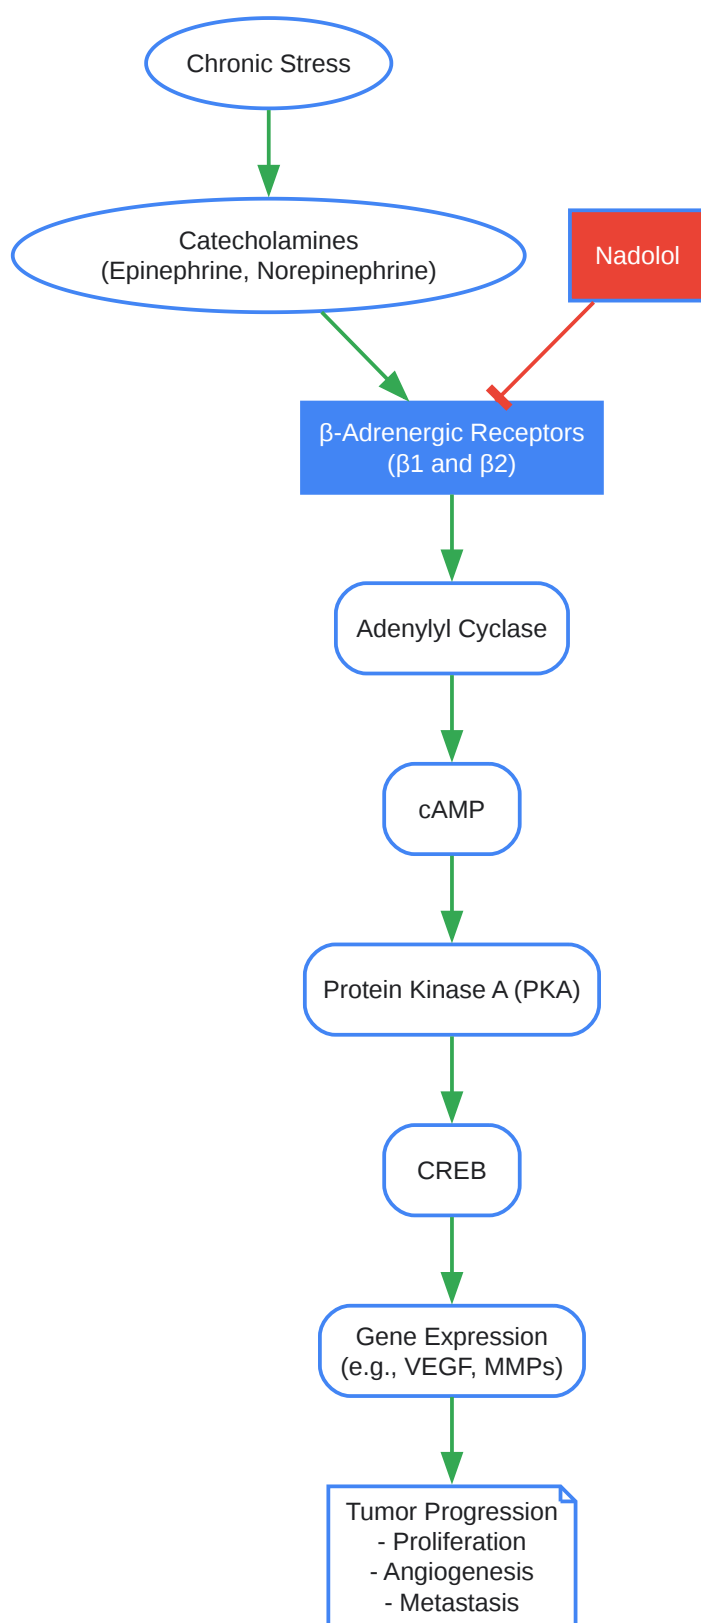 Chronic Stress
Catecholamines
(Epinephrine, Norepinephrine)
Nadolol
β-Adrenergic Receptors
(β1 and β2)
Adenylyl Cyclase
cAMP
Protein Kinase A (PKA)
CREB
Gene Expression
(e.g., VEGF, MMPs)
Tumor Progression
- Proliferation
- Angiogenesis
- Metastasis